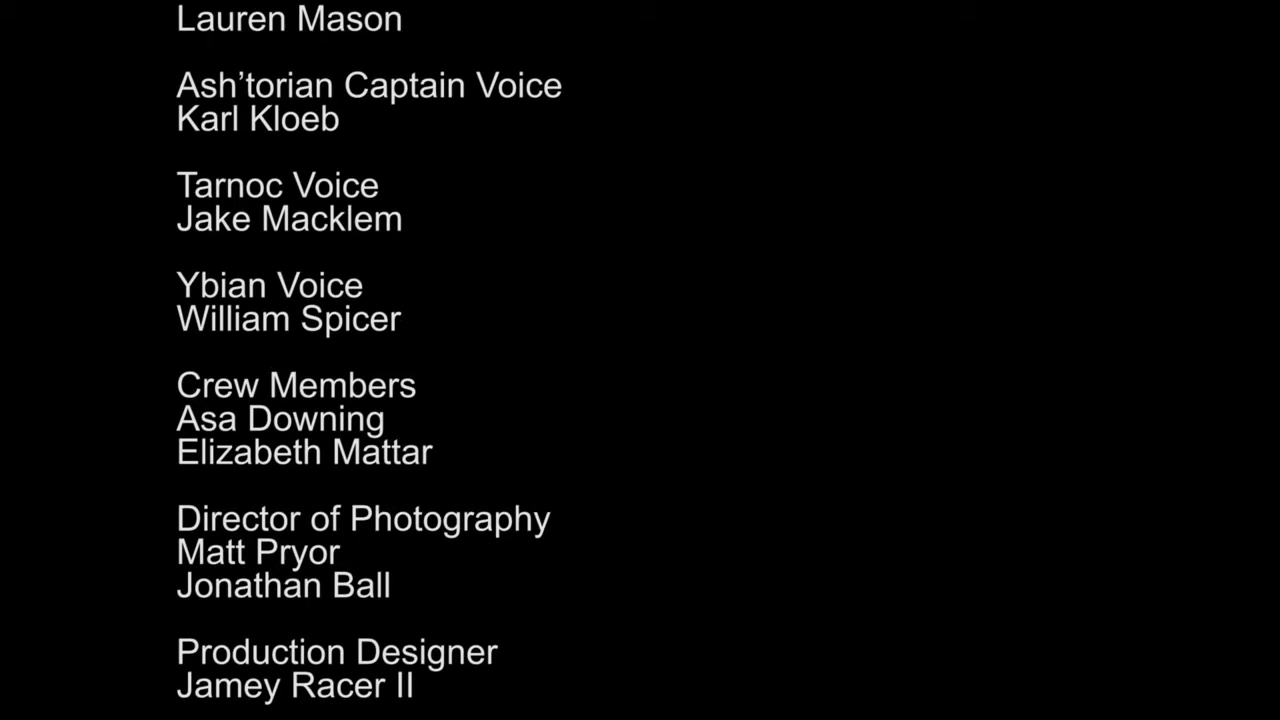 Lauren Mason
Ash’torian Captain Voice
Karl Kloeb
Tarnoc Voice
Jake Macklem
Ybian Voice
William Spicer
Crew Members
Asa Downing
Elizabeth Mattar
Director of Photography
Matt Pryor
Jonathan Ball
Production Designer
Jamey Racer II